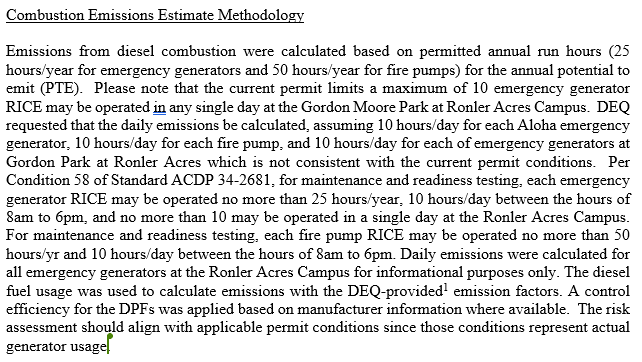 Combustion Emissions Estimate Methodology
Emissions from diesel combustion were calculated based on permitted annual run hours (25
hours/year for emergency generators and 50 hours/year for fire pumps) for the annual potential to
emit (PTE). Please note that the current permit limits a maximum of 10 emergency generator
RICE may be operated in any single day at the Gordon Moore Park at Ronler Acres Campus. DEQ
requested that the daily emissions be calculated, assuming 10 hours/day for each Aloha emergency
generator, 10 hours/day for each fire pump, and 10 hours/day for each of emergency generators at
Gordon Park at Ronler Acres which is not consistent with the current permit conditions. Per
Condition 58 of Standard ACDP 34-2681, for maintenance and readiness testing, each emergency
generator RICE may be operated no more than 25 hours/year, 10 hours/day between the hours of
8am to 6pm, and no more than 10 may be operated in a single day at the Ronler Acres Campus.
For maintenance and readiness testing, each fire pump RICE may be operated no more than 50
hours/yr and 10 hours/day between the hours of 8am to 6pm. Daily emissions were calculated for
all emergency generators at the Ronler Acres Campus for informational purposes only. The diesel
fuel usage was used to calculate emissions with the DEQ-provided¹ emission factors. A control
efficiency for the DPFs was applied based on manufacturer information where available. The risk
assessment should align with applicable permit conditions since those conditions represent actual
generator usage.